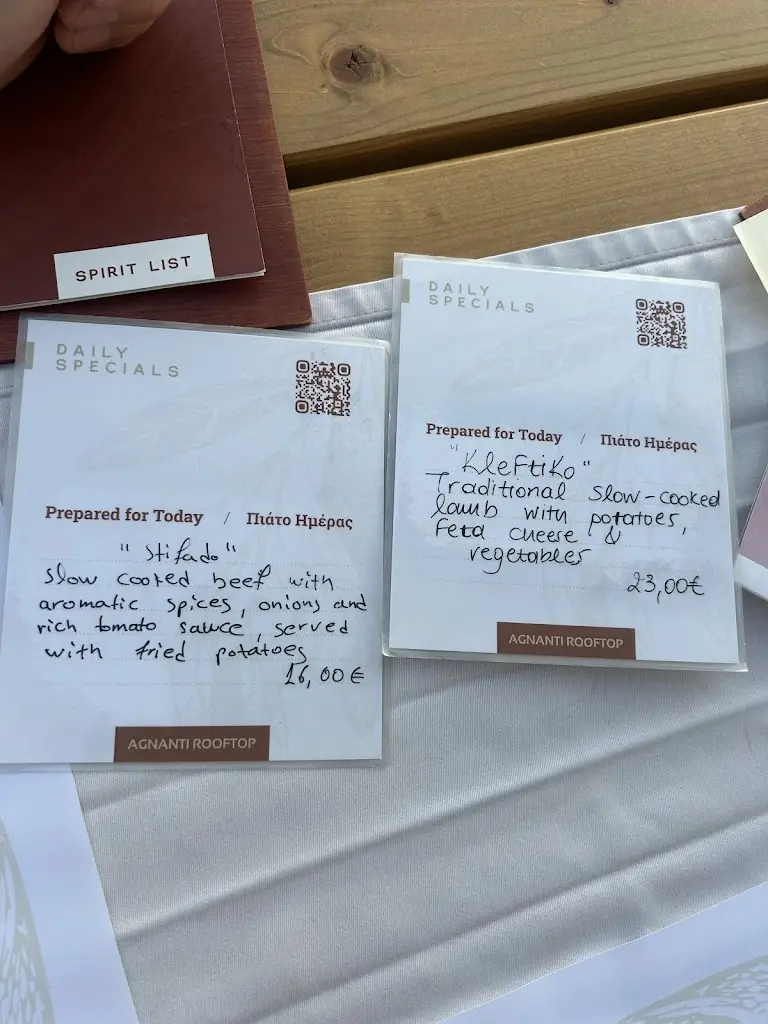 SPIRIT LIST
DAILY
SPECIALS
Prepared for Today / Πιάτο Ημέρας
"Stifado"
Slow cooked beef with
aromatic spices, onions and
rich tomato sauce, served
with fried potatoes
16,00€
AGNANTI ROOFTOP
DAILY
SPECIALS
Prepared for Today / Πιάτο Ημέρας
"KleFtiKo"
Traditional slow-cooked
lamb with potatoes,
Feta cheese &
vegetables
23,00€
AGNANTI ROOFTOP